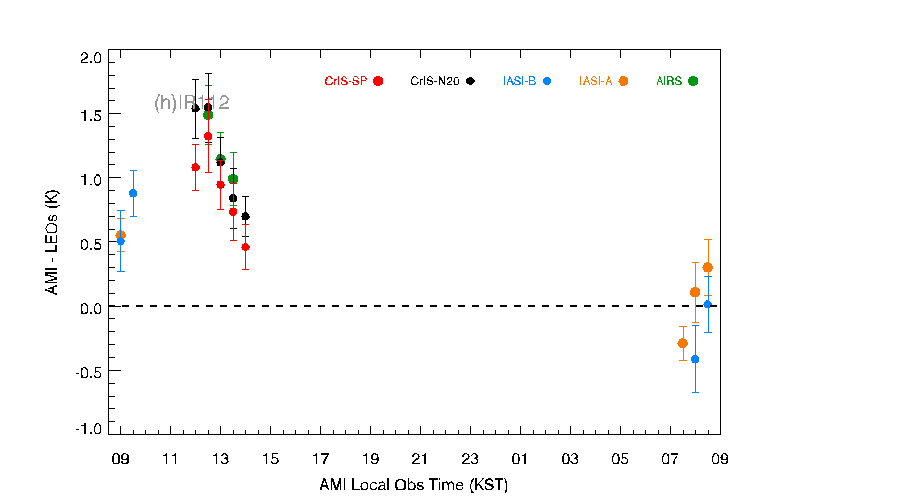 2.0
CrIS-SP CrIS-N20 IASI-B IASI-A AIRS
(h)IR112
1.5
1.0
0.5
0.0
-0.5
-1.0
AMI - LEOs (K)
09 11 13 15 17 19 21 23 01 03 05 07 09
AMI Local Obs Time (KST)